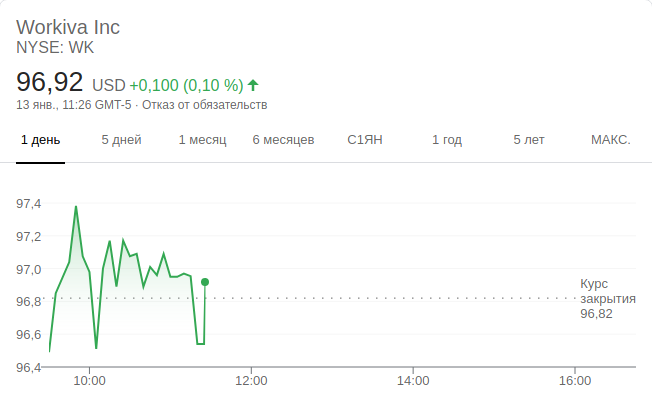 Workiva Inc
NYSE: WK
96,92 USD +0,100 (0,10 %)
13 янв., 11:26 GMT-5 · Отказ от обязательств
1 день 5 дней 1 месяц 6 месяцев С1ЯН 1 год 5 лет МАКС.
97,4
97,2
97,0
96,8
96,6
96,4
Курс
закрытия
96,82
10:00 12:00 14:00 16:00